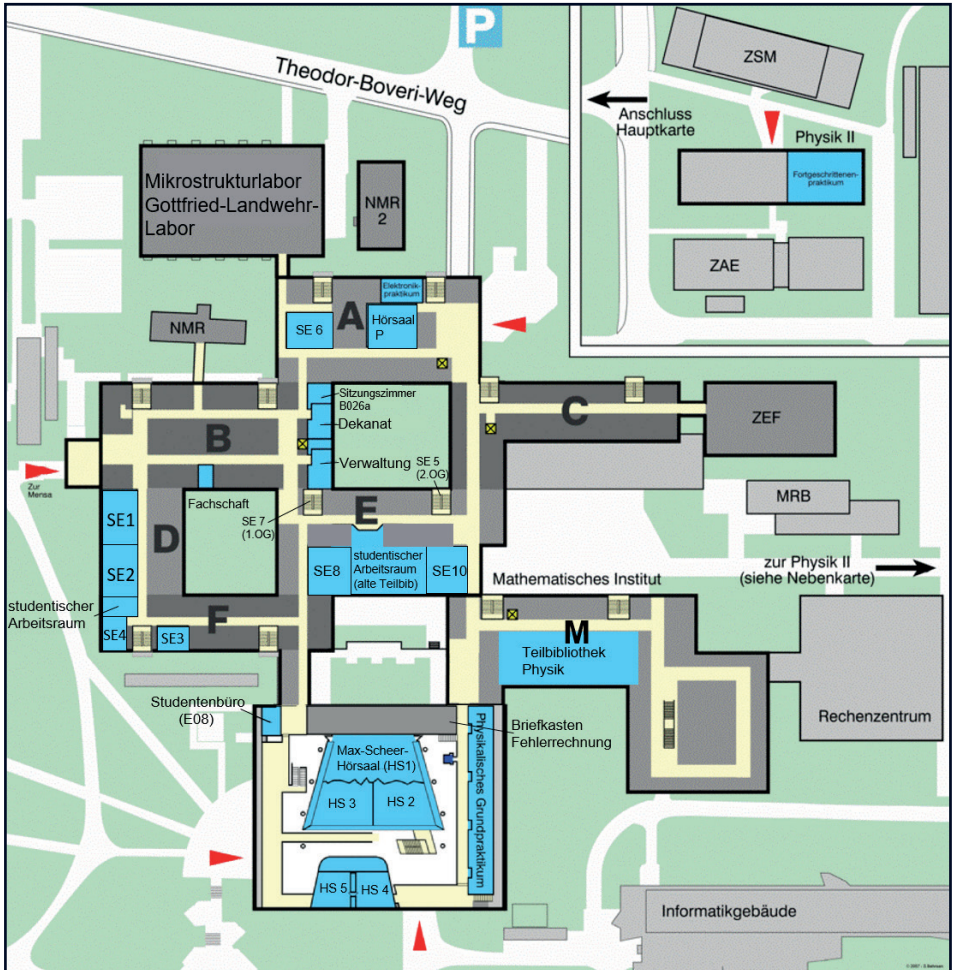 P
Theodor-Boveri-Weg
ZSM
Anschluss
Hauptkarte
Physik II
Fortgeschrittenen-
praktikum
ZAE
Mikrostrukturlabor
Gottfried-Landwehr-
Labor
NMR
2
Elektronik-
praktikum
A
SE 6
Hörsaal
P
NMR
Sitzungszimmer
B026a
Dekanat
B
C
ZEF
Verwaltung
SE 5
(2.OG)
Zur
Mensa
Fachschaft
SE 7
(1.OG)
E
MRB
SE1
D
SE2
SE8
studentischer
Arbeitsraum
(alte Teilbib)
SE10
Mathematisches Institut
zur Physik II
(siehe Nebenkarte)
studentischer
Arbeitsraum
F
SE4
SE3
M
Teilbibliothek
Physik
Studentenbüro
(E08)
Briefkasten
Fehlerrechnung
Rechenzentrum
Physikalisches Grundpraktikum
Max-Scheer-
Hörsaal (HS1)
HS 3
HS 2
HS 5
HS 4
Informatikgebäude